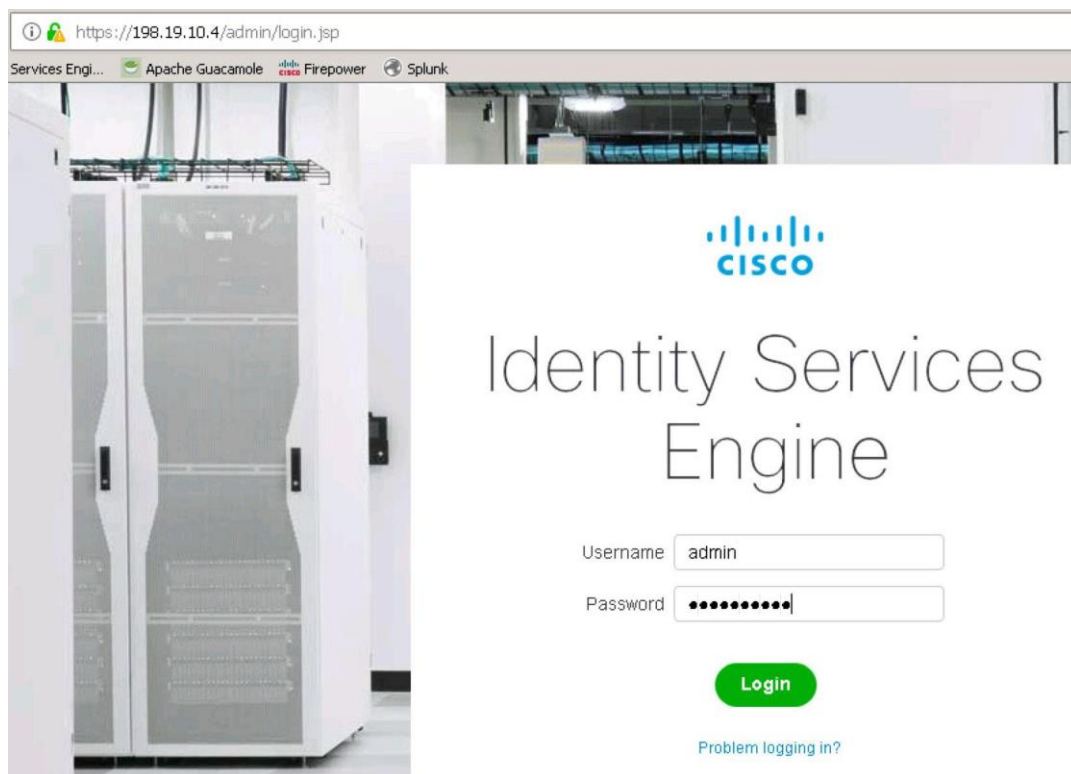 https://198.19.10.4/admin/login.jsp
Services Engi... Apache Guacamole CISCO Firepower Splunk
CISCO
Identity Services
Engine
Username admin
Password ••••••••••
Login
Problem logging in?